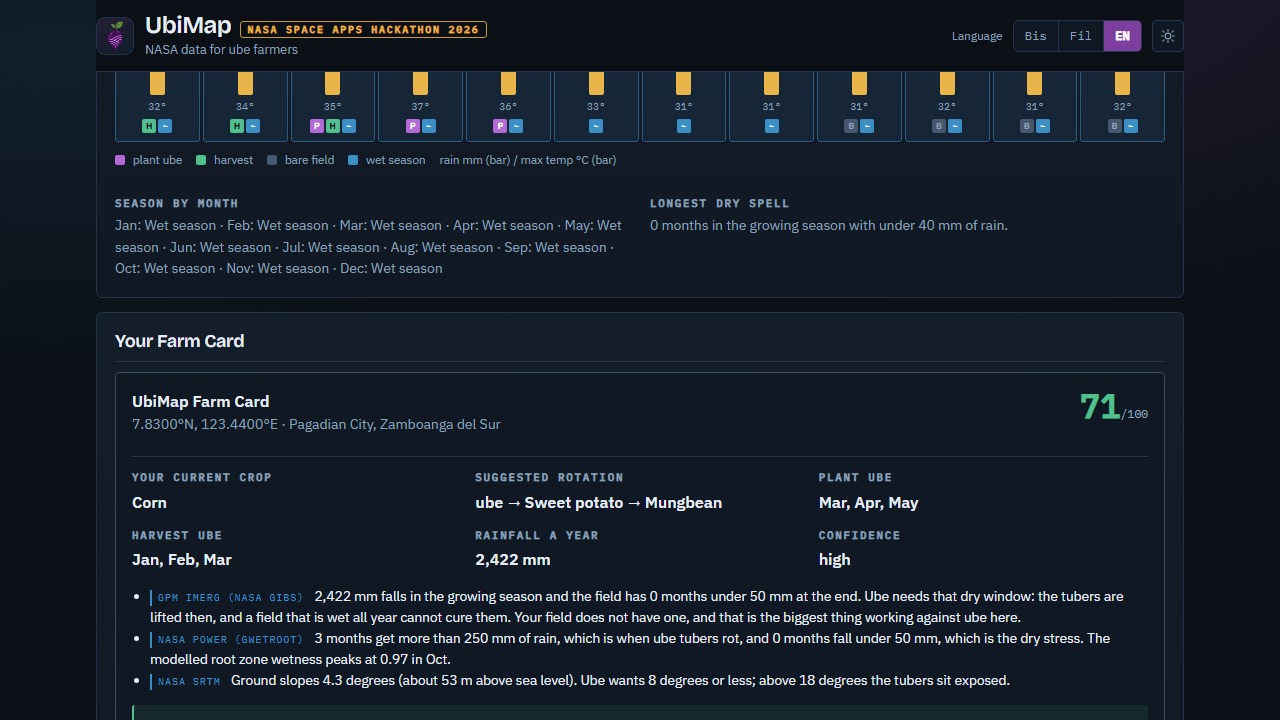 UbiMap NASA SPACE APPS HACKATHON 2026
NASA data for ube farmers
Language Bis Fil EN
32° 34° 35° 37° 36° 33° 31° 31° 31° 32° 31° 32°
H ~ H ~ P H ~ P ~ P ~ ~ ~ ~ B ~ B ~ B ~ B ~
plant ube harvest bare field wet season rain mm (bar) / max temp °C (bar)
SEASON BY MONTH
Jan: Wet season · Feb: Wet season · Mar: Wet season · Apr: Wet season · May: Wet
season · Jun: Wet season · Jul: Wet season · Aug: Wet season · Sep: Wet season ·
Oct: Wet season · Nov: Wet season · Dec: Wet season
LONGEST DRY SPELL
0 months in the growing season with under 40 mm of rain.
Your Farm Card
UbiMap Farm Card
7.8300°N, 123.4400°E · Pagadian City, Zamboanga del Sur
71/100
YOUR CURRENT CROP
Corn
SUGGESTED ROTATION
ube → Sweet potato → Mungbean
PLANT UBE
Mar, Apr, May
HARVEST UBE
Jan, Feb, Mar
RAINFALL A YEAR
2,422 mm
CONFIDENCE
high
GPM IMERG (NASA GIBS) 2,422 mm falls in the growing season and the field has 0 months under 50 mm at the end. Ube needs that dry window: the tubers are
lifted then, and a field that is wet all year cannot cure them. Your field does not have one, and that is the biggest thing working against ube here.
NASA POWER (GWETROOT) 3 months get more than 250 mm of rain, which is when ube tubers rot, and 0 months fall under 50 mm, which is the dry stress. The
modelled root zone wetness peaks at 0.97 in Oct.
NASA SRTM Ground slopes 4.3 degrees (about 53 m above sea level). Ube wants 8 degrees or less; above 18 degrees the tubers sit exposed.